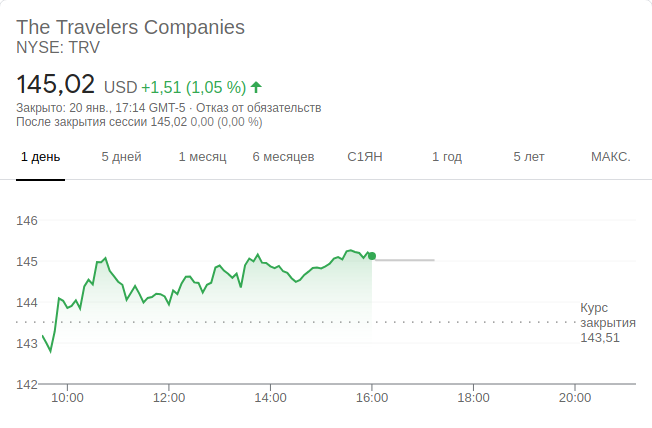 The Travelers Companies
NYSE: TRV
145,02 USD +1,51 (1,05 %)
Закрыто: 20 янв., 17:14 GMT-5 · Отказ от обязательств
После закрытия сессии 145,02 0,00 (0,00 %)
1 день 5 дней 1 месяц 6 месяцев С1ЯН 1 год 5 лет МАКС.
146
145
144
Курс
закрытия
143,51
143
142
10:00 12:00 14:00 16:00 18:00 20:00